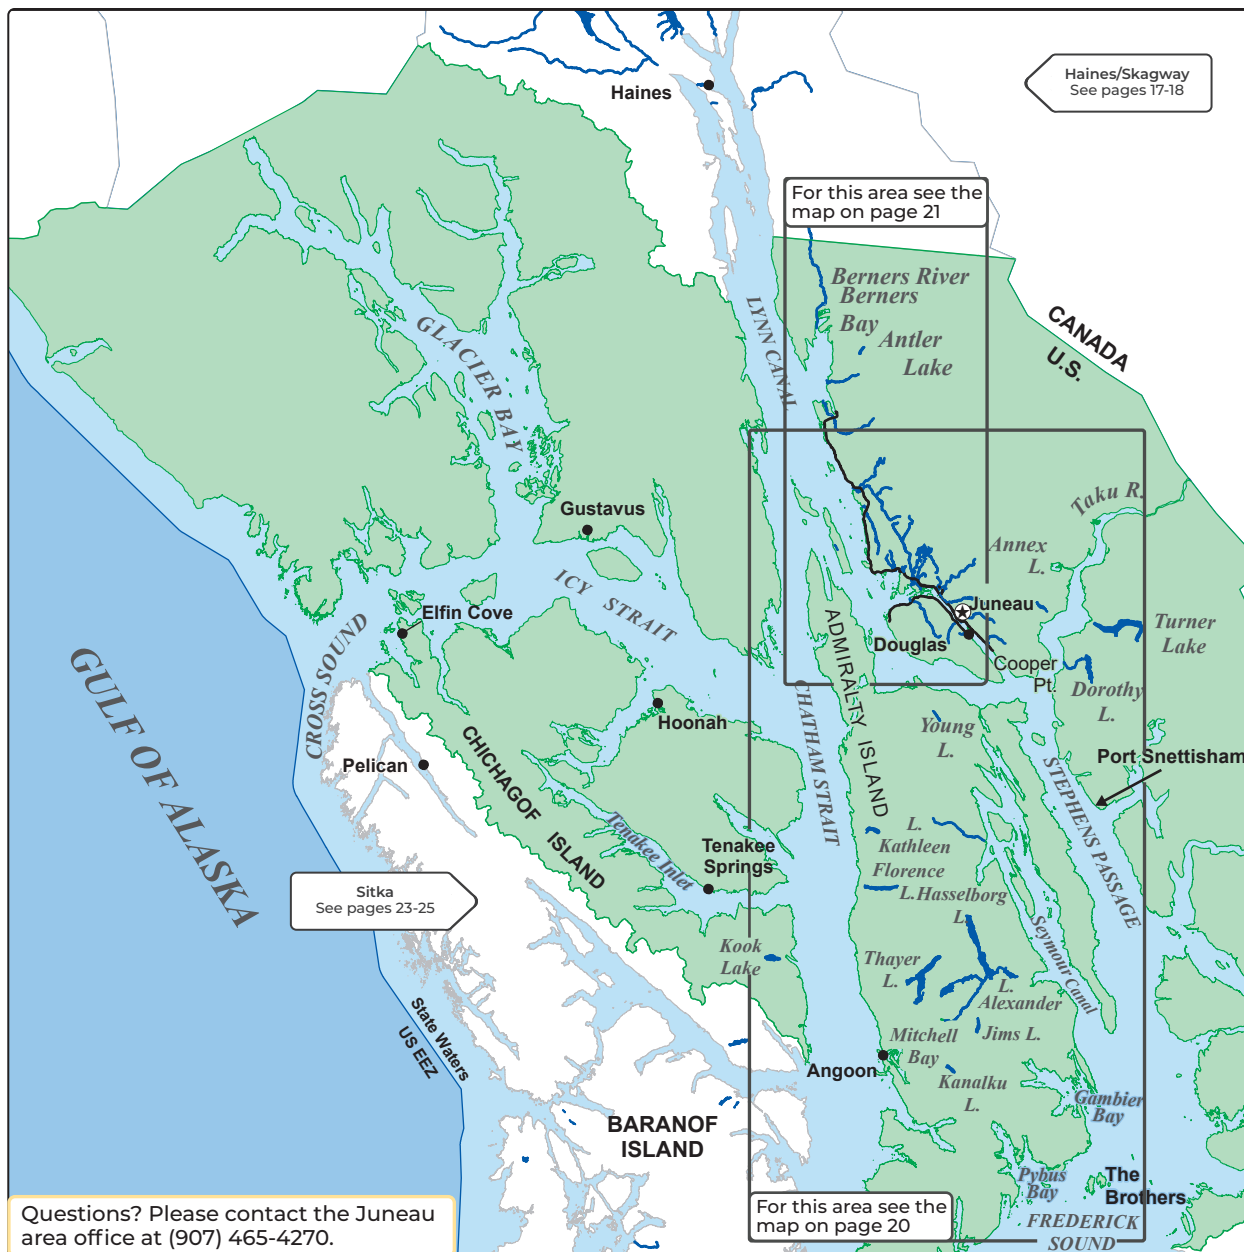 Haines
Haines/Skagway
See pages 17-18
For this area see the
map on page 21
Berners River
Berners
Bay
Antler
Lake
LYNN CANAL
CANADA
U.S.
GLACIER BAY
Gustavus
Taku R.
Annex
L.
ICY STRAIT
Juneau
Elfin Cove
Douglas
Turner
Lake
Cooper
Pt.
Dorothy
L.
CROSS SOUND
GULF OF ALASKA
Hoonah
ADMIRALTY ISLAND
CHATHAM STRAIT
Young
L.
Port Snettisham
Pelican
CHICHAGOF ISLAND
STEPHENS PASSAGE
Tenakee Inlet
Tenakee
Springs
L.
Kathleen
Florence
L.
Hasselborg
L.
Sitka
See pages 23-25
Seymour Canal
Kook
Lake
Thayer
L.
L.
Alexander
Jims L.
Mitchell
Bay
State Waters
US EEZ
Angoon
Kanalku
L.
Gambier
Bay
BARANOF
ISLAND
Pybus
Bay
The
Brothers
FREDERICK
SOUND
For this area see the
map on page 20
Questions? Please contact the Juneau
area office at (907) 465-4270.